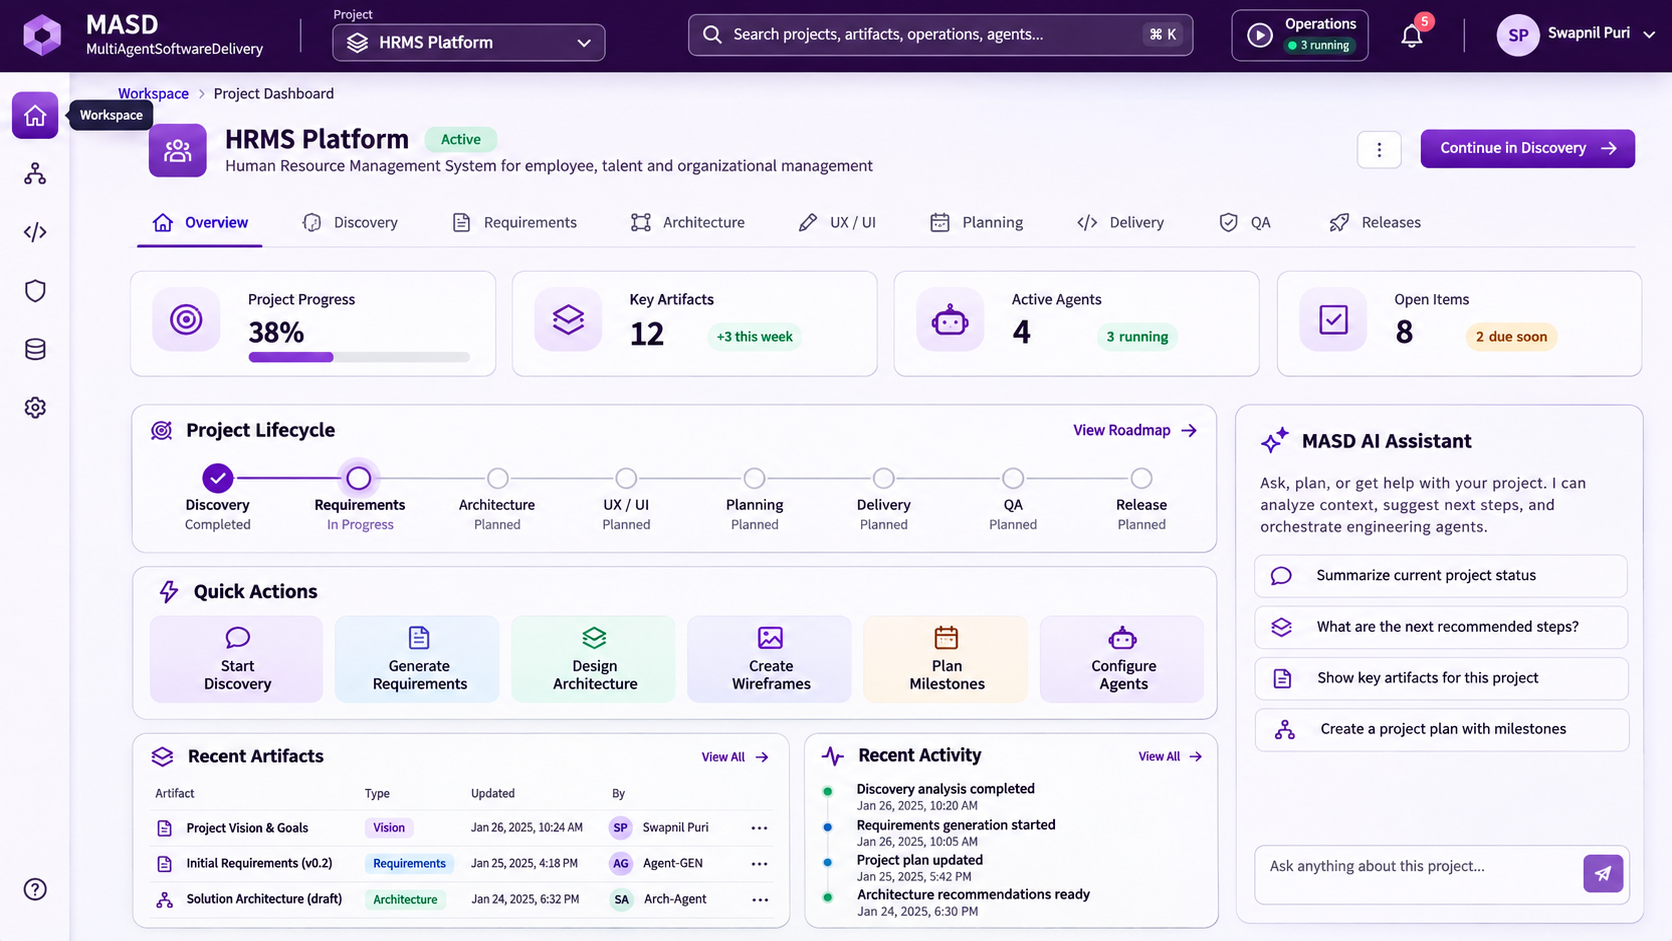 MASD
MultiAgentSoftwareDelivery
Project
HRMS Platform
Search projects, artifacts, operations, agents...
⌘ K
Operations
3 running
5
SP
Swapnil Puri
Workspace
Workspace > Project Dashboard
HRMS Platform
Active
Human Resource Management System for employee, talent and organizational management
Continue in Discovery
Overview
Discovery
Requirements
Architecture
UX / UI
Planning
Delivery
QA
Releases
Project Progress
38%
Key Artifacts
12
+3 this week
Active Agents
4
3 running
Open Items
8
2 due soon
Project Lifecycle
View Roadmap
Discovery
Completed
Requirements
In Progress
Architecture
Planned
UX / UI
Planned
Planning
Planned
Delivery
Planned
QA
Planned
Release
Planned
Quick Actions
Start
Discovery
Generate
Requirements
Design
Architecture
Create
Wireframes
Plan
Milestones
Configure
Agents
Recent Artifacts
View All
Artifact Type Updated By
Project Vision & Goals Vision Jan 26, 2025, 10:24 AM SP Swapnil Puri
Initial Requirements (v0.2) Requirements Jan 25, 2025, 4:18 PM AG Agent-GEN
Solution Architecture (draft) Architecture Jan 24, 2025, 6:32 PM SA Arch-Agent
Recent Activity
View All
Discovery analysis completed
Jan 26, 2025, 10:20 AM
Requirements generation started
Jan 26, 2025, 10:05 AM
Project plan updated
Jan 25, 2025, 5:42 PM
Architecture recommendations ready
Jan 24, 2025, 6:30 PM
MASD AI Assistant
Ask, plan, or get help with your project. I can
analyze context, suggest next steps, and
orchestrate engineering agents.
Summarize current project status
What are the next recommended steps?
Show key artifacts for this project
Create a project plan with milestones
Ask anything about this project...